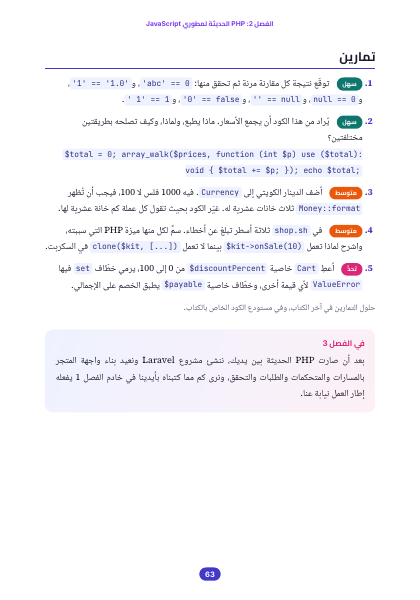 الفصل 2: PHP الحديثة لمطوري JavaScript
تمارين
1. سهل توقّع نتيجة كل مقارنة مرنة ثم تحقق منها: 'abc' == 0، و '1' == '1.0'،
و null == 0، و '' == null، و '0' == false، و ' 1' == 1.
2. سهل يُراد من هذا الكود أن يجمع الأسعار. ماذا يطبع، ولماذا، وكيف تصلحه بطريقتين
مختلفتين؟
$total = 0; array_walk($prices, function (int $p) use ($total):
void { $total += $p; }); echo $total;
3. متوسط أضف الدينار الكويتي إلى Currency. فيه 1000 فلس لا 100، فيجب أن تُظهر
Money::format ثلاث خانات عشرية له. غيّر الكود بحيث تقول كل عملة كم خانة عشرية لها.
4. متوسط في shop.sh ثلاثة أسطر تبلغ عن أخطاء. سمِّ لكل منها ميزة PHP التي سببته،
واشرح لماذا تعمل $kit->onSale(10) بينما لا تعمل clone($kit, [...]) في السكربت.
5. تحدٍّ أعطِ Cart خاصية $discountPercent من 0 إلى 100، يرمي خطّاف set فيها
ValueError لأي قيمة أخرى، وخطّاف خاصية $payable يطبق الخصم على الإجمالي.
حلول التمارين في آخر الكتاب، وفي مستودع الكود الخاص بالكتاب.
في الفصل 3
بعد أن صارت PHP الحديثة بين يديك، ننشئ مشروع Laravel ونعيد بناء واجهة المتجر
بالمسارات والمتحكمات والطلبات والتحقق، ونرى كم مما كتبناه بأيدينا في خادم الفصل 1 يفعله
إطار العمل نيابة عنا.
63